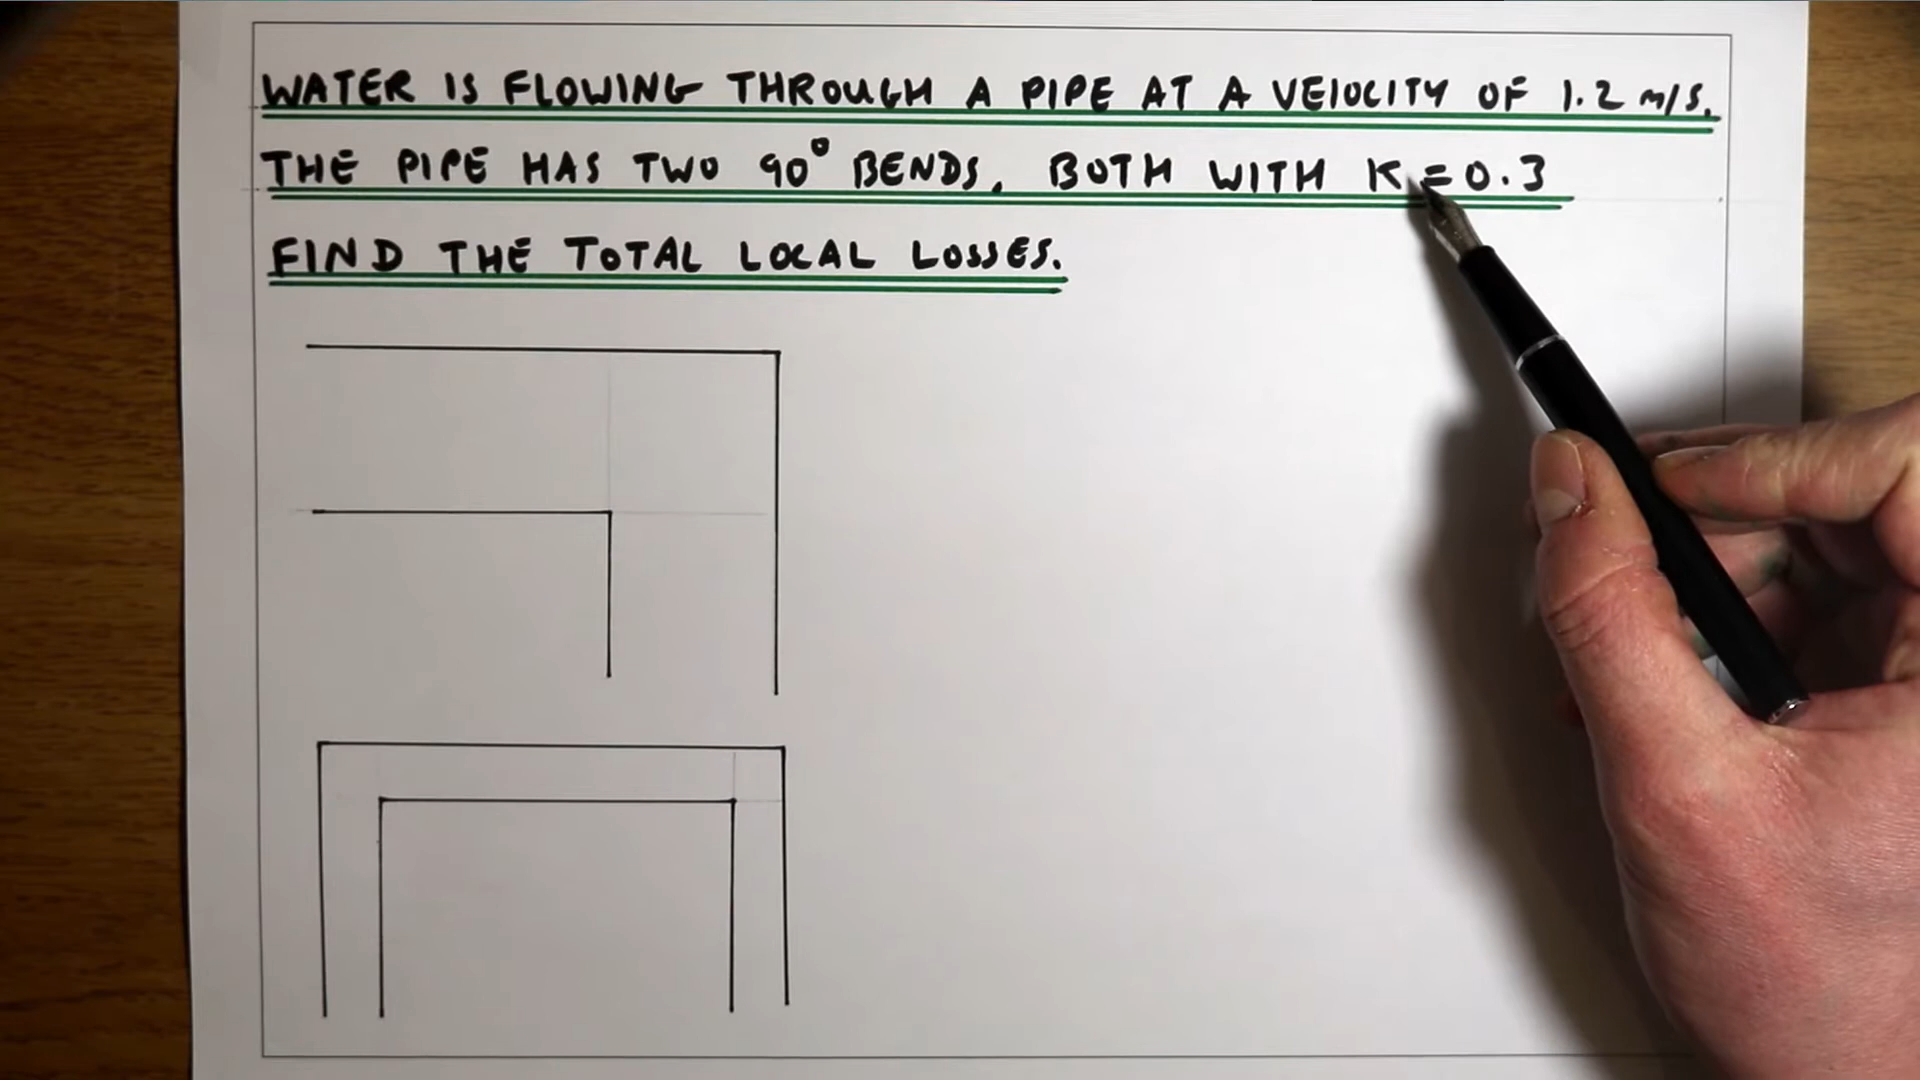 WATER IS FLOWING THROUGH A PIPE AT A VELOCITY OF 1.2 m/s.
THE PIPE HAS TWO 90° BENDS, BOTH WITH K=0.3
FIND THE TOTAL LOCAL LOSSES.